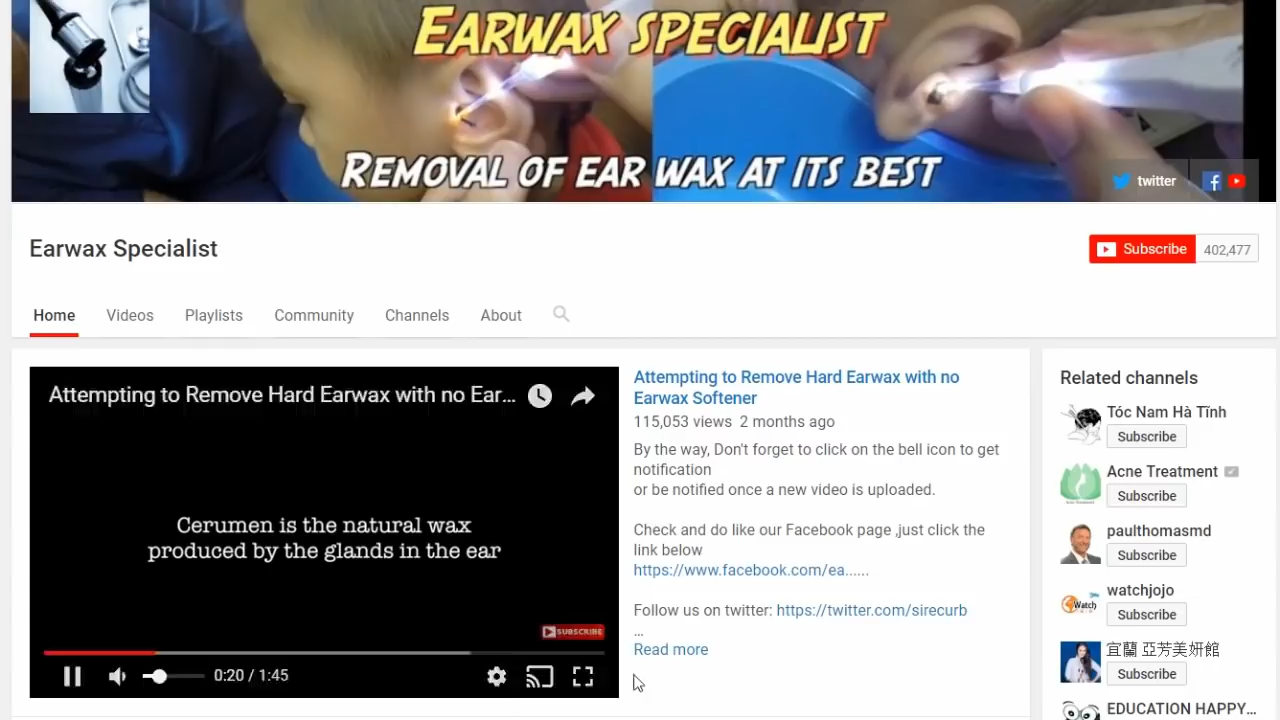 EARWAX SPECIALIST
REMOVAL OF EAR WAX AT ITS BEST
twitter
Earwax Specialist
Subscribe 402,477
Home Videos Playlists Community Channels About
Attempting to Remove Hard Earwax with no Ear...
Cerumen is the natural wax
produced by the glands in the ear
SUBSCRIBE
0:20 / 1:45
Attempting to Remove Hard Earwax with no
Earwax Softener
115,053 views 2 months ago
By the way, Don't forget to click on the bell icon to get
notification
or be notified once a new video is uploaded.
Check and do like our Facebook page ,just click the
link below
https://www.facebook.com/ea......
Follow us on twitter: https://twitter.com/sirecurb
...
Read more
Related channels
Tóc Nam Hà Tĩnh
Subscribe
Acne Treatment
Subscribe
paulthomasmd
Subscribe
Watch
watchjojo
Subscribe
宜蘭 亞芳美妍館
Subscribe
EDUCATION HAPPY...